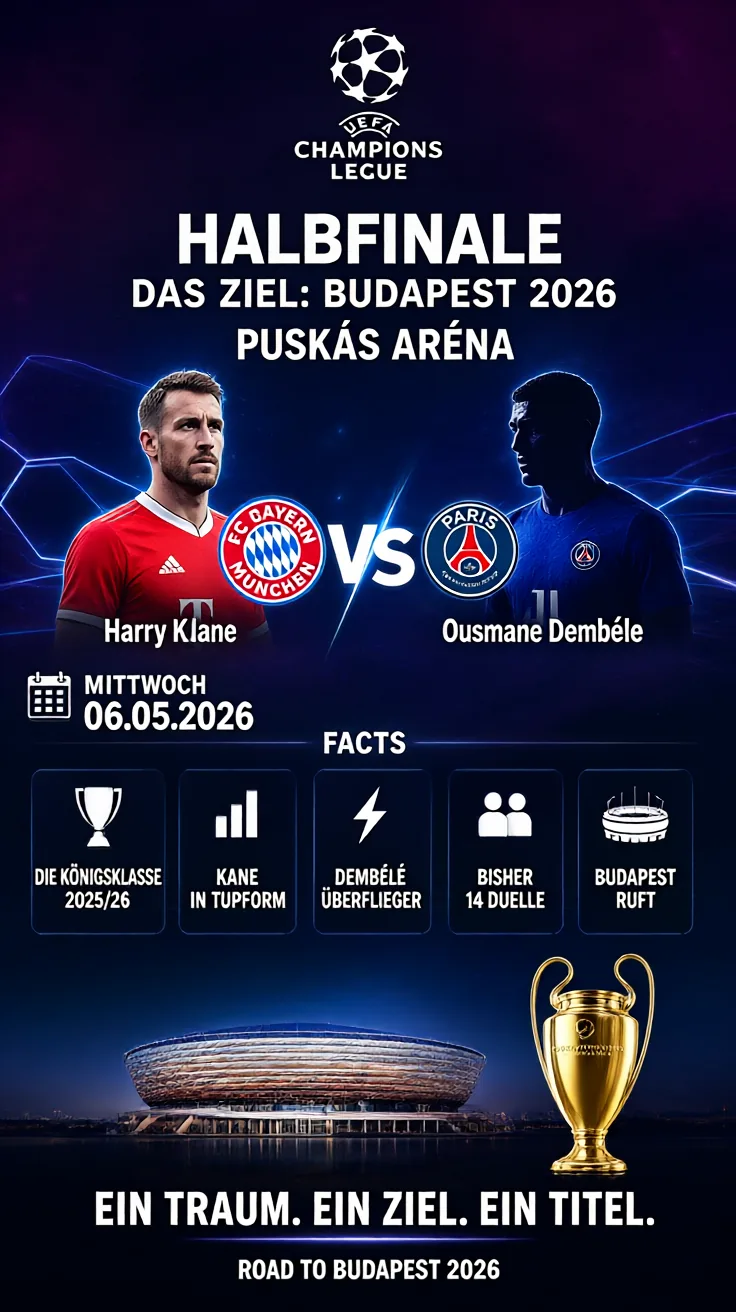 UEFA
CHAMPIONS
LEGUE
HALBFINALE
DAS ZIEL: BUDAPEST 2026
PUSKÁS ARÉNA
FC BAYERN
MÜNCHEN
VS
PARIS
Harry KJane
Ousmane Dembéle
MITTWOCH
06.05.2026
FACTS
DIE KÖNIGSKLASSE
2025/26
KANE
IN TUPFORM
DEMBÉLÉ
ÜBERFLIEGER
BISHER
14 DUELLE
BUDAPEST
RUFT
EIN TRAUM. EIN ZIEL. EIN TITEL.
ROAD TO BUDAPEST 2026